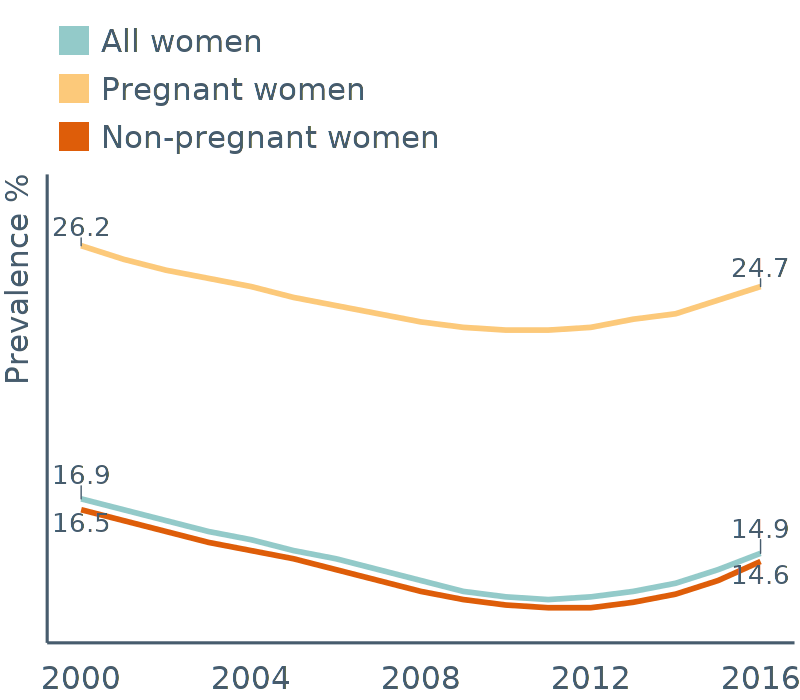 All women
Pregnant women
Non-pregnant women
Prevalence %
26.2
24.7
16.9
16.5
14.9
14.6
2000 2004 2008 2012 2016